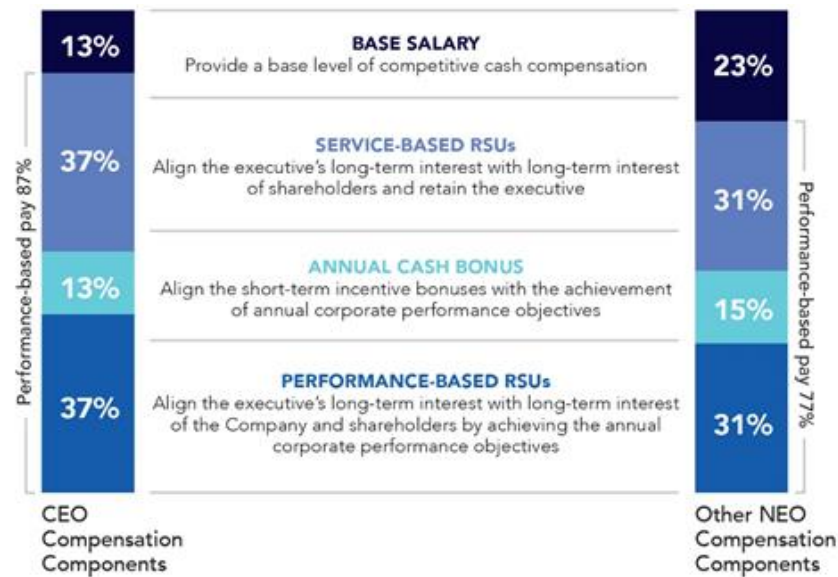 13%
37%
13%
37%
Performance-based pay 87%
CEO
Compensation
Components
BASE SALARY
Provide a base level of competitive cash compensation
SERVICE-BASED RSUs
Align the executive's long-term interest with long-term interest
of shareholders and retain the executive
ANNUAL CASH BONUS
Align the short-term incentive bonuses with the achievement
of annual corporate performance objectives
PERFORMANCE-BASED RSUs
Align the executive's long-term interest with long-term interest
of the Company and shareholders by achieving the annual
corporate performance objectives
23%
31%
15%
31%
Performance-based pay 77%
Other NEO
Compensation
Components